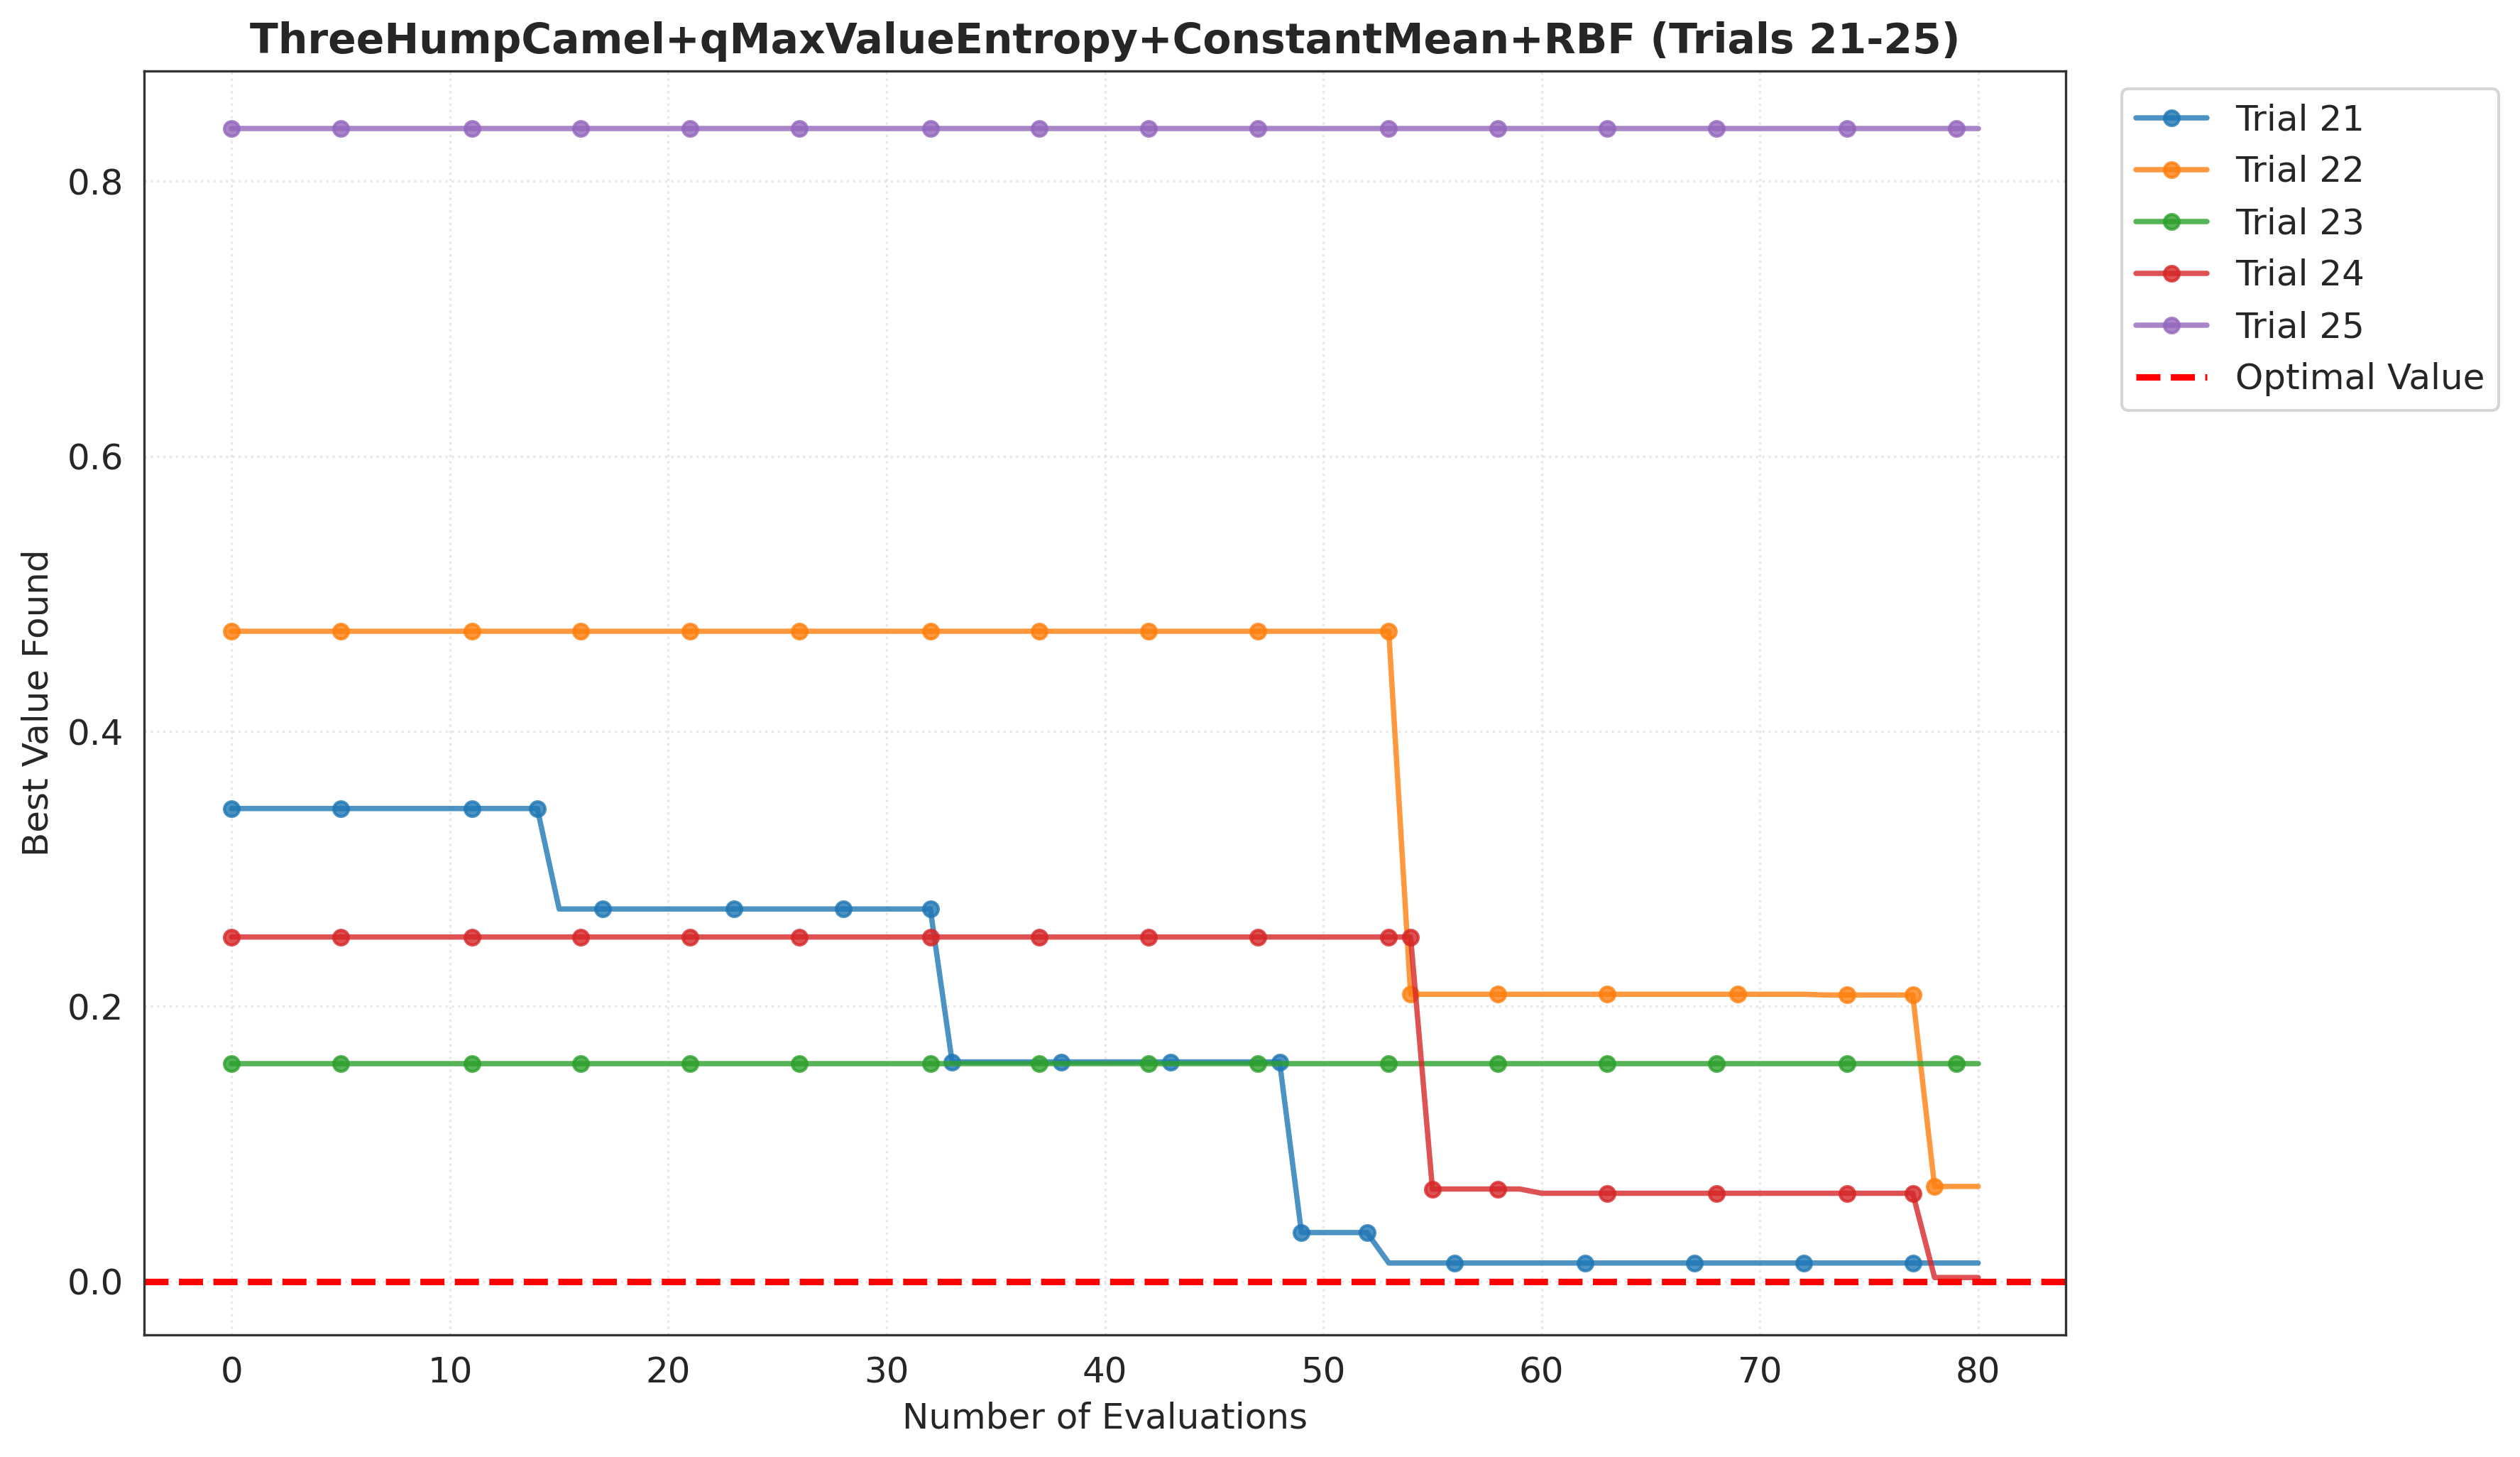 ThreeHumpCamel+qMaxValueEntropy+ConstantMean+RBF (Trials 21-25)
Best Value Found
0.8
0.6
0.4
0.2
0.0
0 10 20 30 40 50 60 70 80
Number of Evaluations
Trial 21
Trial 22
Trial 23
Trial 24
Trial 25
Optimal Value